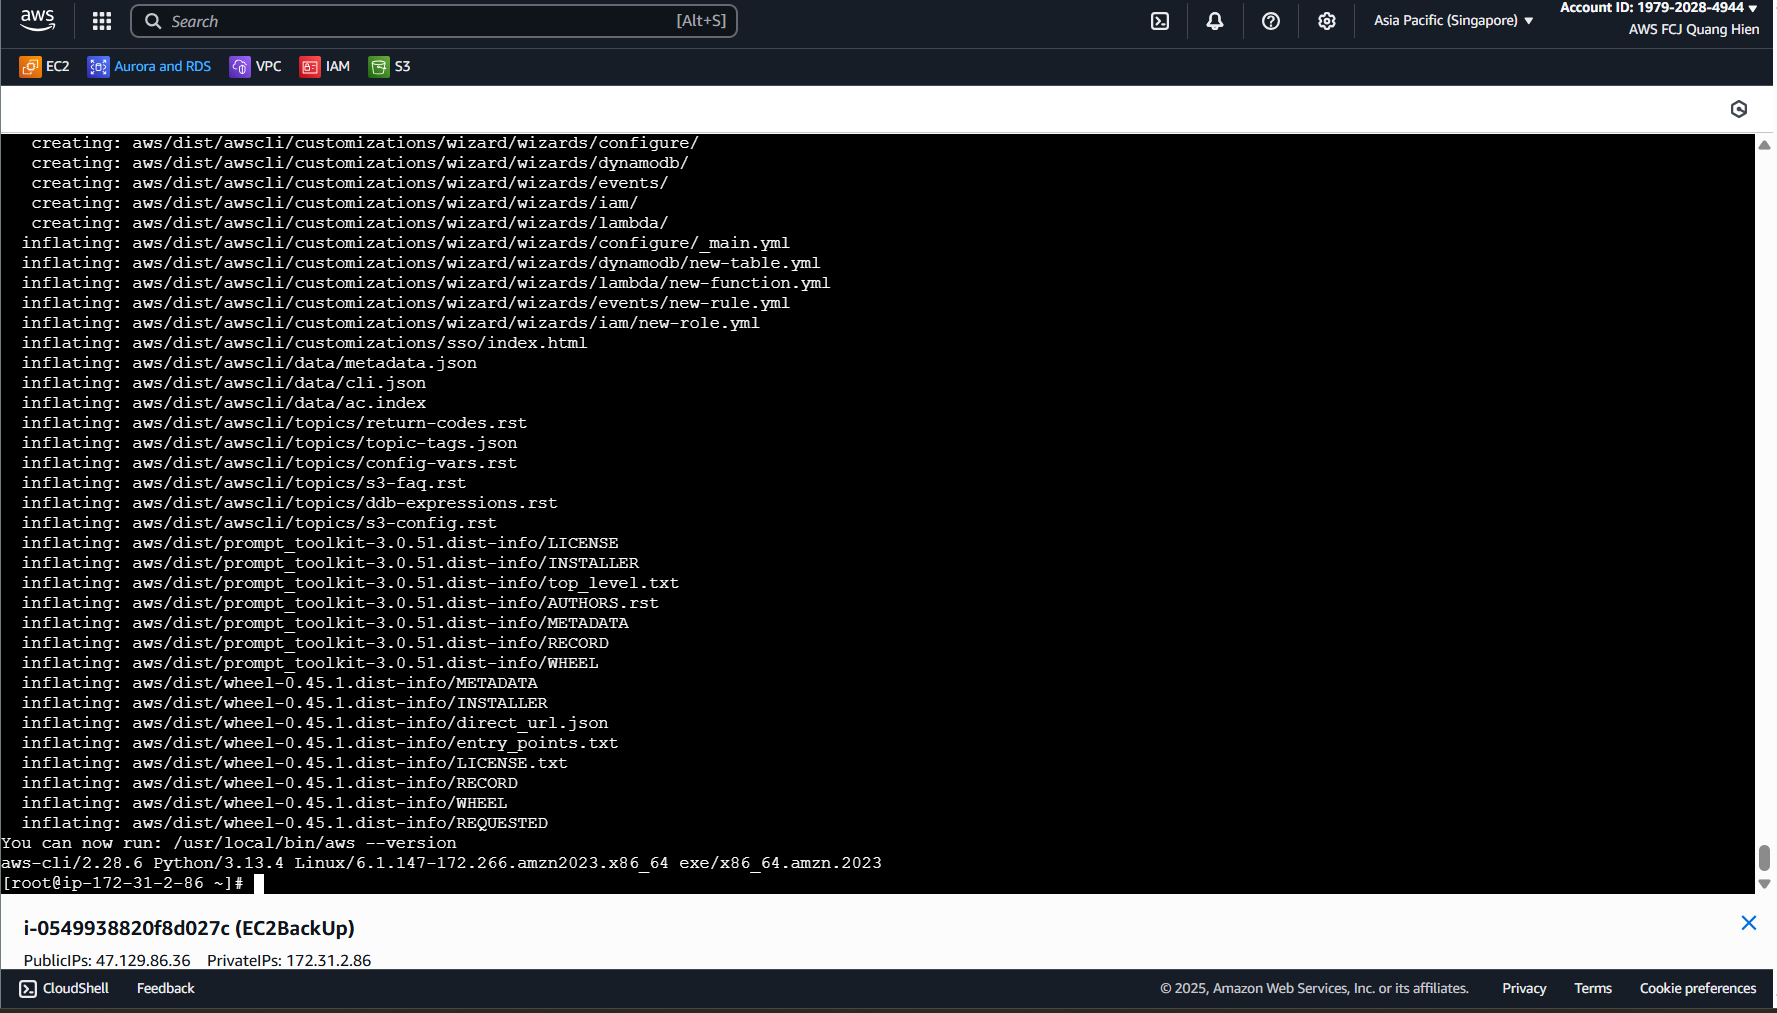 aws Search [Alt+S] Asia Pacific (Singapore) ▼ Account ID: 1979-2028-4944 ▼
AWS FCJ Quang Hien
EC2 Aurora and RDS VPC IAM S3
creating: aws/dist/awscli/customizations/wizard/wizards/configure/
creating: aws/dist/awscli/customizations/wizard/wizards/dynamodb/
creating: aws/dist/awscli/customizations/wizard/wizards/events/
creating: aws/dist/awscli/customizations/wizard/wizards/iam/
creating: aws/dist/awscli/customizations/wizard/wizards/lambda/
inflating: aws/dist/awscli/customizations/wizard/wizards/configure/_main.yml
inflating: aws/dist/awscli/customizations/wizard/wizards/dynamodb/new-table.yml
inflating: aws/dist/awscli/customizations/wizard/wizards/lambda/new-function.yml
inflating: aws/dist/awscli/customizations/wizard/wizards/events/new-rule.yml
inflating: aws/dist/awscli/customizations/wizard/wizards/iam/new-role.yml
inflating: aws/dist/awscli/customizations/sso/index.html
inflating: aws/dist/awscli/data/metadata.json
inflating: aws/dist/awscli/data/cli.json
inflating: aws/dist/awscli/data/ac.index
inflating: aws/dist/awscli/topics/return-codes.rst
inflating: aws/dist/awscli/topics/topic-tags.json
inflating: aws/dist/awscli/topics/config-vars.rst
inflating: aws/dist/awscli/topics/s3-faq.rst
inflating: aws/dist/awscli/topics/ddb-expressions.rst
inflating: aws/dist/awscli/topics/s3-config.rst
inflating: aws/dist/prompt_toolkit-3.0.51.dist-info/LICENSE
inflating: aws/dist/prompt_toolkit-3.0.51.dist-info/INSTALLER
inflating: aws/dist/prompt_toolkit-3.0.51.dist-info/top_level.txt
inflating: aws/dist/prompt_toolkit-3.0.51.dist-info/AUTHORS.rst
inflating: aws/dist/prompt_toolkit-3.0.51.dist-info/METADATA
inflating: aws/dist/prompt_toolkit-3.0.51.dist-info/RECORD
inflating: aws/dist/prompt_toolkit-3.0.51.dist-info/WHEEL
inflating: aws/dist/wheel-0.45.1.dist-info/METADATA
inflating: aws/dist/wheel-0.45.1.dist-info/INSTALLER
inflating: aws/dist/wheel-0.45.1.dist-info/direct_url.json
inflating: aws/dist/wheel-0.45.1.dist-info/entry_points.txt
inflating: aws/dist/wheel-0.45.1.dist-info/LICENSE.txt
inflating: aws/dist/wheel-0.45.1.dist-info/RECORD
inflating: aws/dist/wheel-0.45.1.dist-info/WHEEL
inflating: aws/dist/wheel-0.45.1.dist-info/REQUESTED
You can now run: /usr/local/bin/aws --version
aws-cli/2.28.6 Python/3.13.4 Linux/6.1.147-172.266.amzn2023.x86_64 exe/x86_64.amzn.2023
[root@ip-172-31-2-86 ~]#
i-0549938820f8d027c (EC2BackUp)
PublicIPs: 47.129.86.36 PrivateIPs: 172.31.2.86
CloudShell Feedback © 2025, Amazon Web Services, Inc. or its affiliates. Privacy Terms Cookie preferences